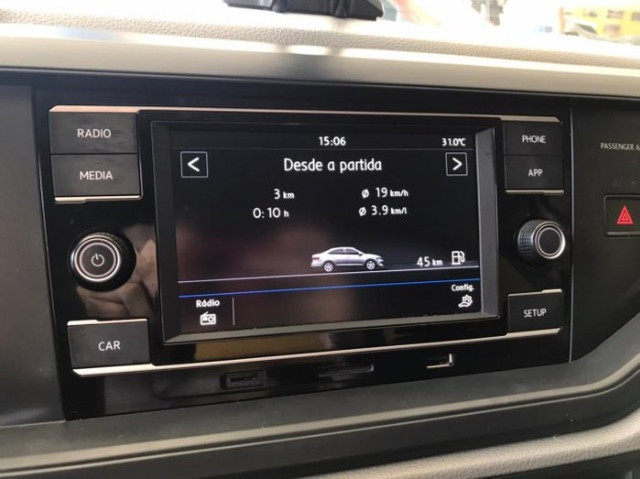 RADIO
MEDIA
CAR
15:06 31.0°C
< Desde a partida >
3 km ø 19 km/h
0:10 h ø 3.9 km/l
45 km
Rádio
Config.
PHONE
APP
SETUP
PASSENGER